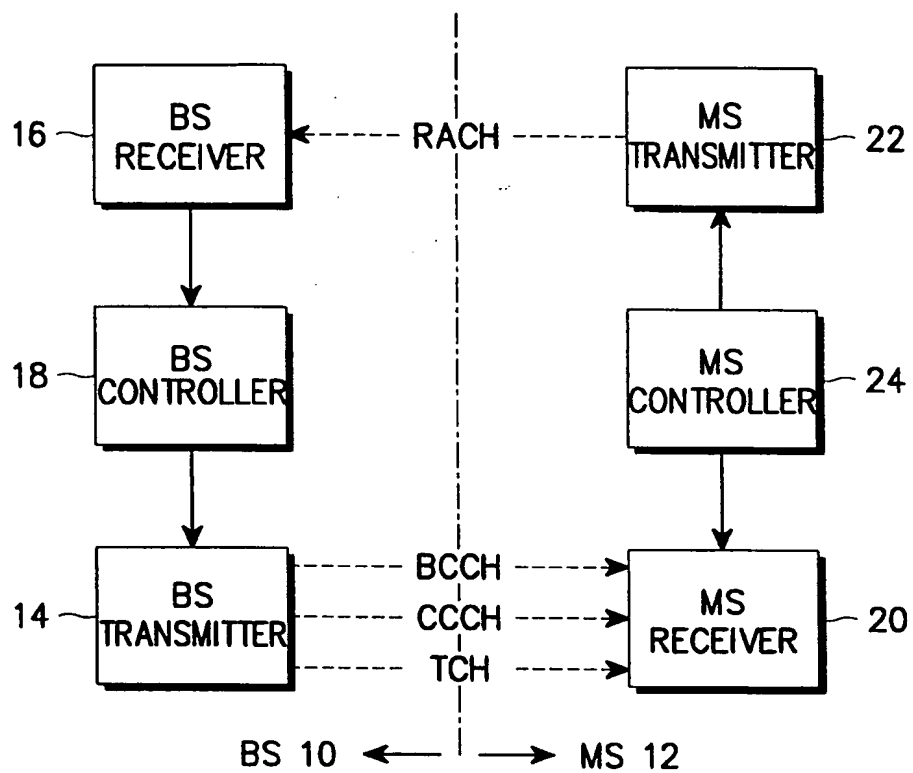 16
BS
RECEIVER
RACH
MS
TRANSMITTER
22
18
BS
CONTROLLER
MS
CONTROLLER
24
14
BS
TRANSMITTER
BCCH
CCCH
TCH
MS
RECEIVER
20
BS 10
MS 12